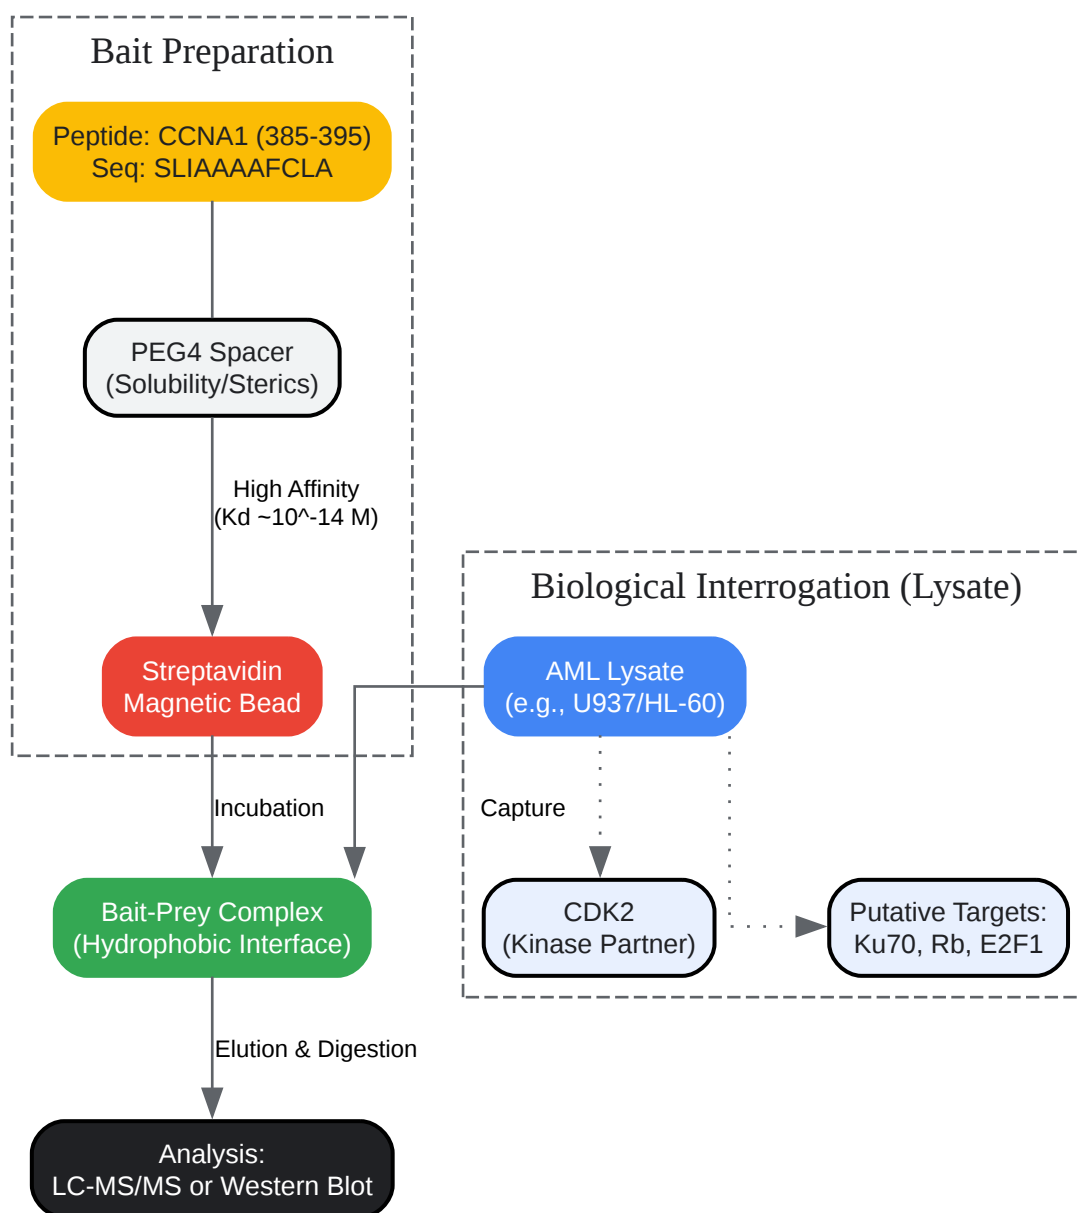 Bait Preparation
Peptide: CCNA1 (385-395)
Seq: SLIAAAAFCLA
PEG4 Spacer
(Solubility/Sterics)
High Affinity
(Kd ~10^-14 M)
Streptavidin
Magnetic Bead
Biological Interrogation (Lysate)
AML Lysate
(e.g., U937/HL-60)
Incubation
Capture
Bait-Prey Complex
(Hydrophobic Interface)
CDK2
(Kinase Partner)
Putative Targets:
Ku70, Rb, E2F1
Elution & Digestion
Analysis:
LC-MS/MS or Western Blot